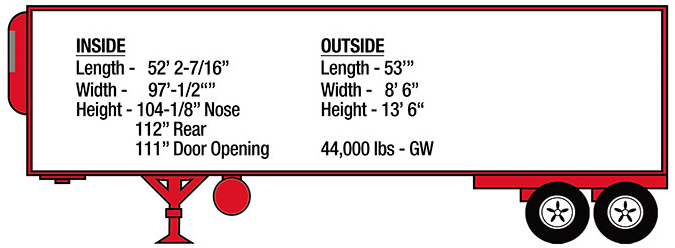 INSIDE
Length - 52’ 2-7/16”
Width - 97’-1/2“”
Height - 104-1/8” Nose
112” Rear
111” Door Opening
OUTSIDE
Length - 53’”
Width - 8’ 6”
Height - 13’ 6“
44,000 lbs - GW